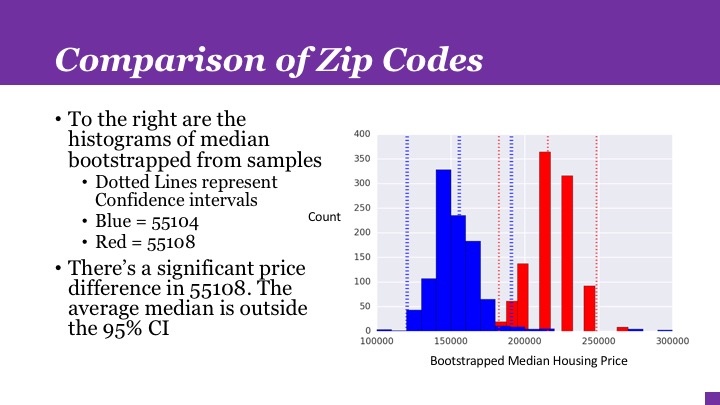 Comparison of Zip Codes
• To the right are the
histograms of median
bootstrapped from samples
• Dotted Lines represent
Confidence intervals
• Blue = 55104
• Red = 55108
• There’s a significant price
difference in 55108. The
average median is outside
the 95% CI
Count
400
350
300
250
200
150
100
50
0
100000 150000 200000 250000 300000
Bootstrapped Median Housing Price